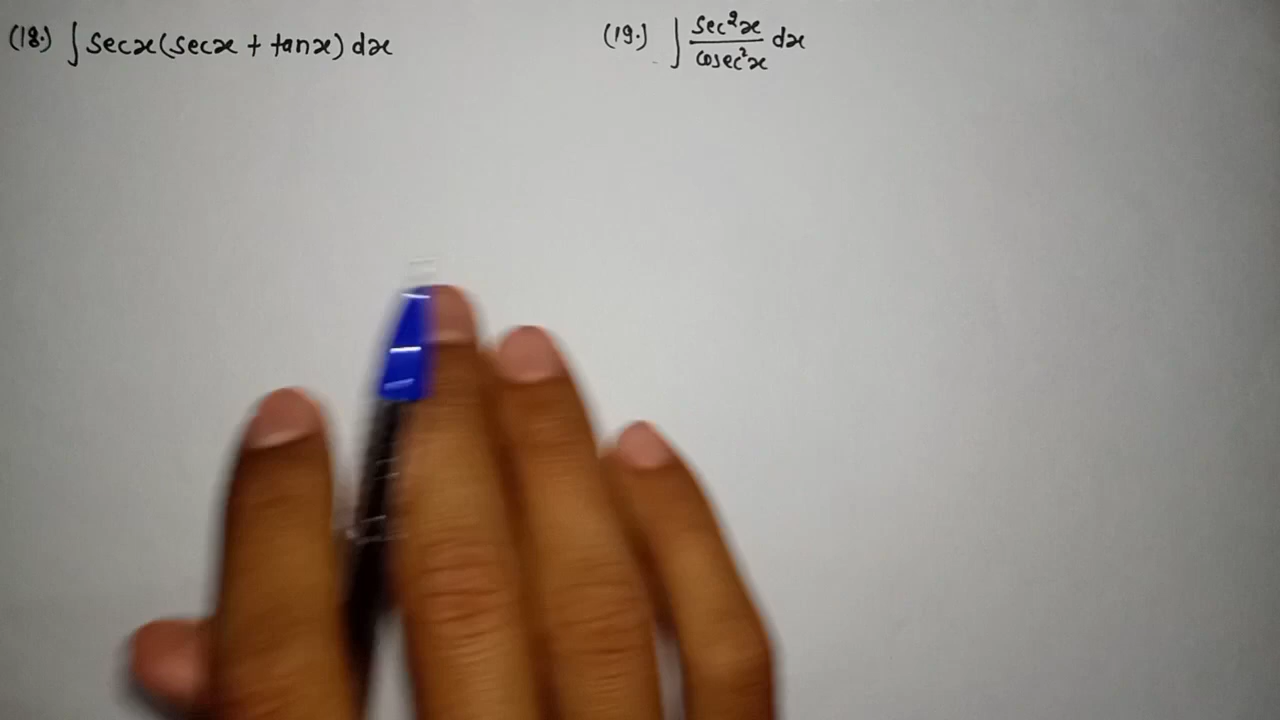 (18.) ∫ secx(secx + tanx) dx
(19.) ∫ sec²x / cosec²x dx